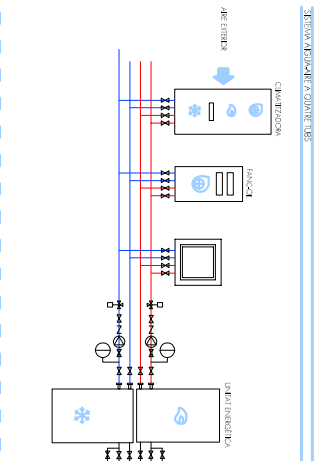 SISTEMA AIGUA-AIRE A QUATRE TUBS
AIRE EXTERIOR
CLIMATITZADORA
FANCOIL
UNITAT ENERGÈTICA